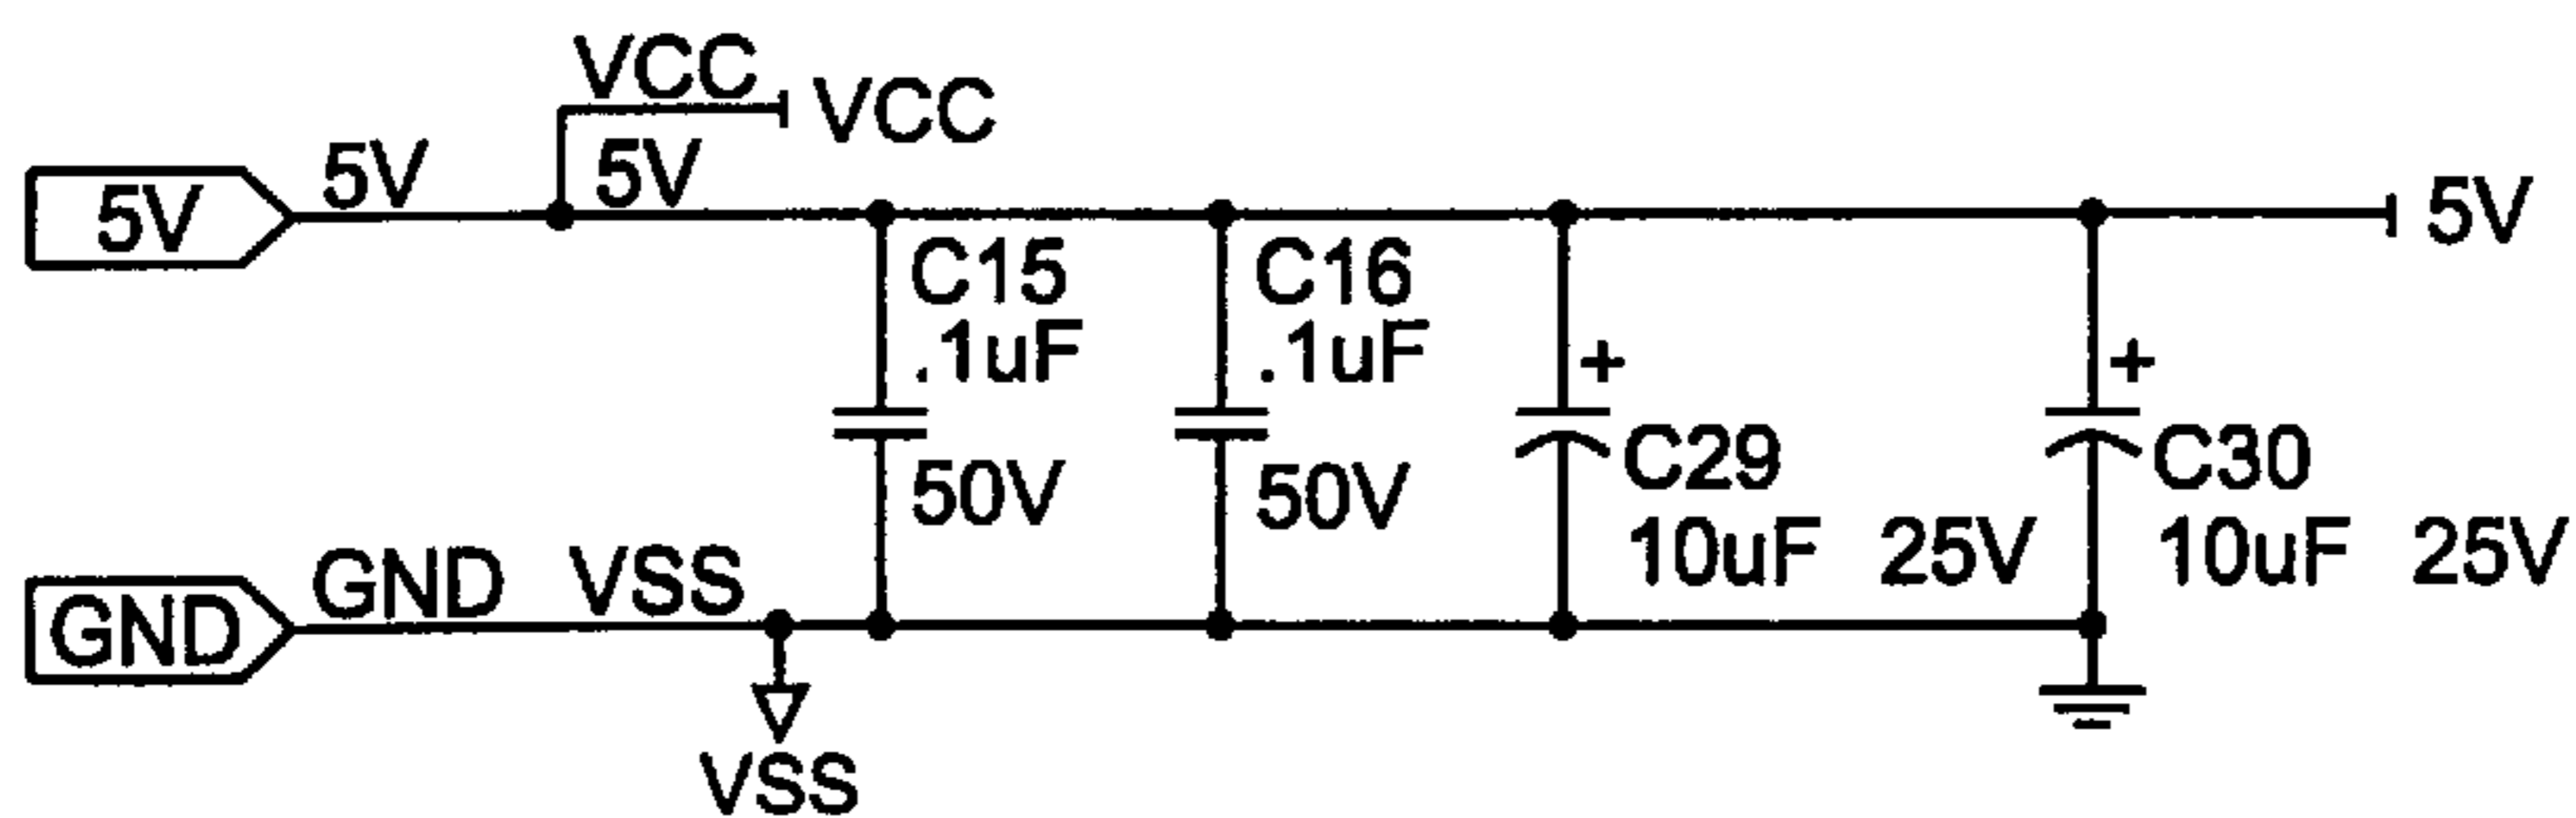 VCC
VCC
5V
5V
5V
5V
C15
.1uF
50V
C16
.1uF
50V
+
C29
10uF 25V
+
C30
10uF 25V
GND
GND
VSS
VSS